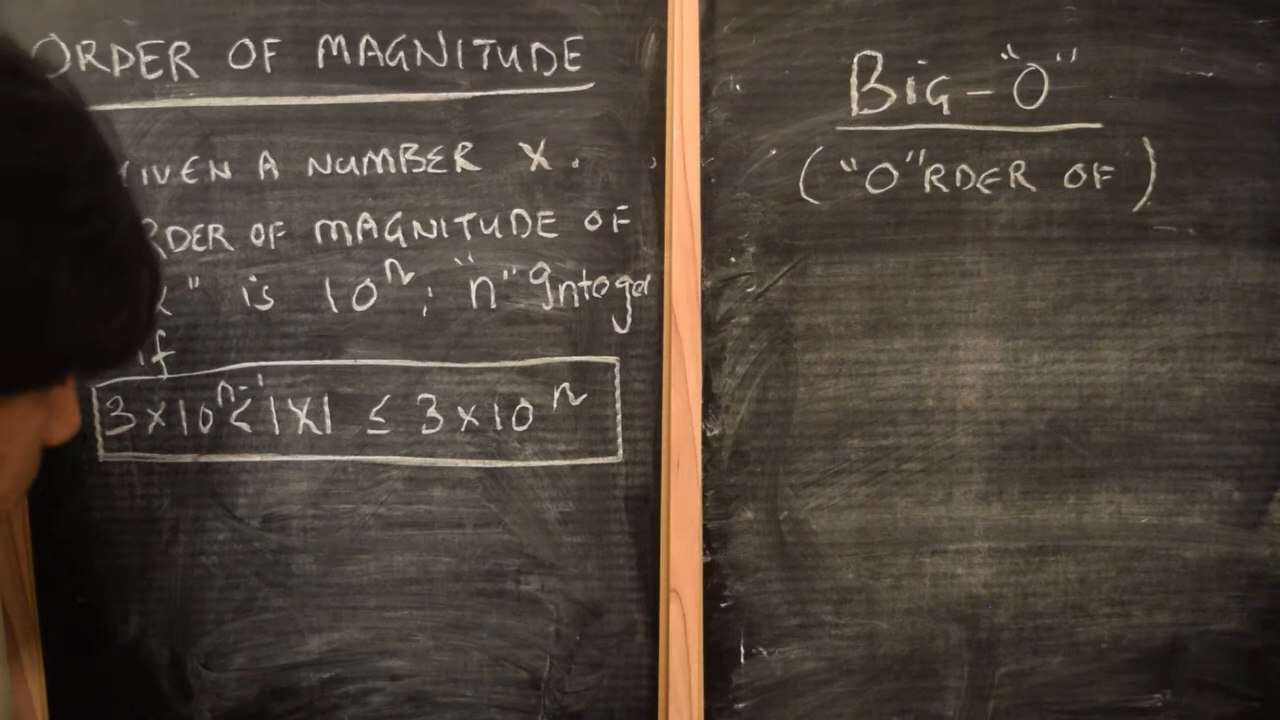 ORDER OF MAGNITUDE
IVEN A NUMBER X.
RDER OF MAGNITUDE OF
" is 10ⁿ; "n" Integer
if
3×10ⁿ⁻¹<|X| ≤ 3×10ⁿ
BiG-"O"
("O"RDER OF)